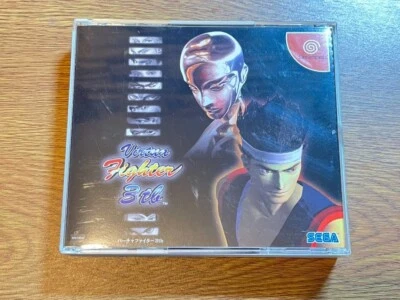 Virtua
Fighter
3tb
バーチャファイター3tb
SEGA